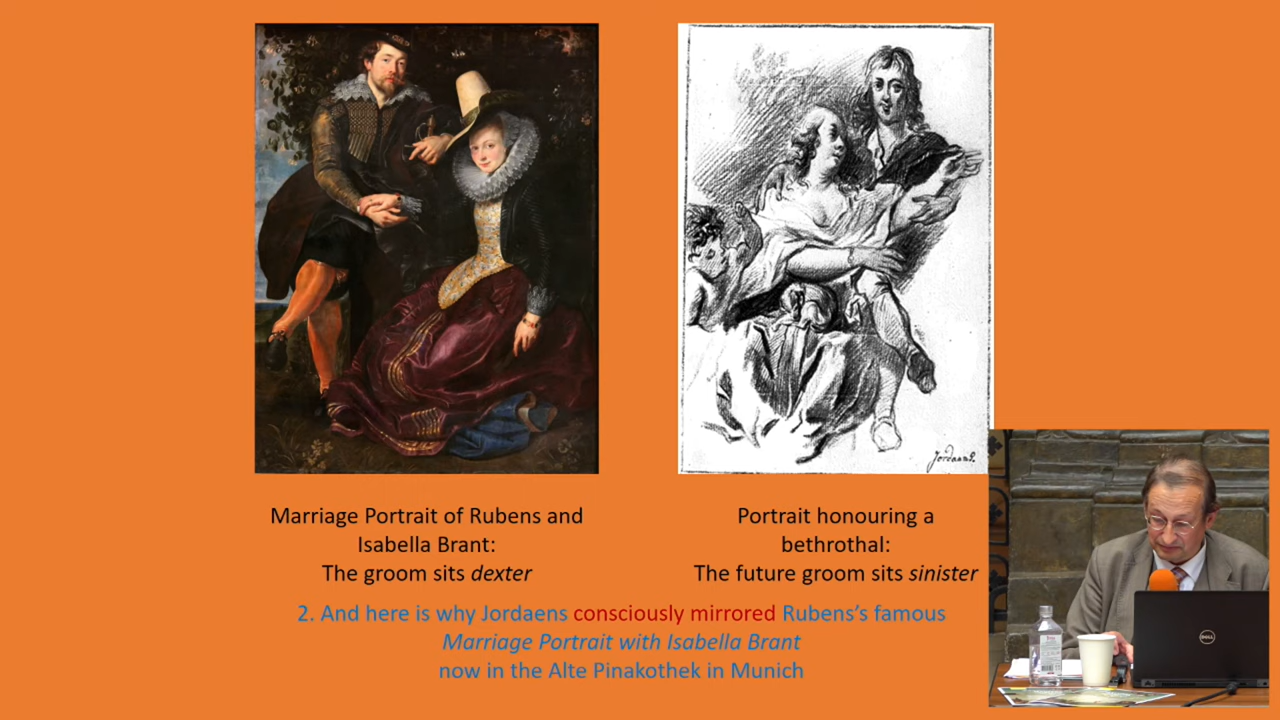 Jordaens.
Marriage Portrait of Rubens and
Isabella Brant:
The groom sits dexter
Portrait honouring a
bethrothal:
The future groom sits sinister
2. And here is why Jordaens consciously mirrored Rubens's famous
Marriage Portrait with Isabella Brant
now in the Alte Pinakothek in Munich
DELL